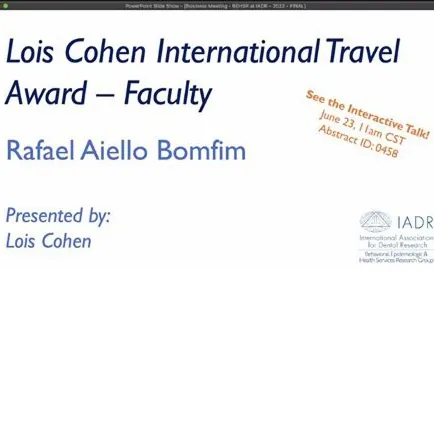 PowerPoint Slide Show - [Business Meeting - BEHSR at IADR - 2022 - FINAL]
Lois Cohen International Travel
Award – Faculty
See the Interactive Talk!
June 23, 11am CST
Abstract ID: 0458
Rafael Aiello Bomfim
Presented by:
Lois Cohen
IADR
International Association
for Dental Research
Behavioral Epidemiologic &
Health Services Research Group